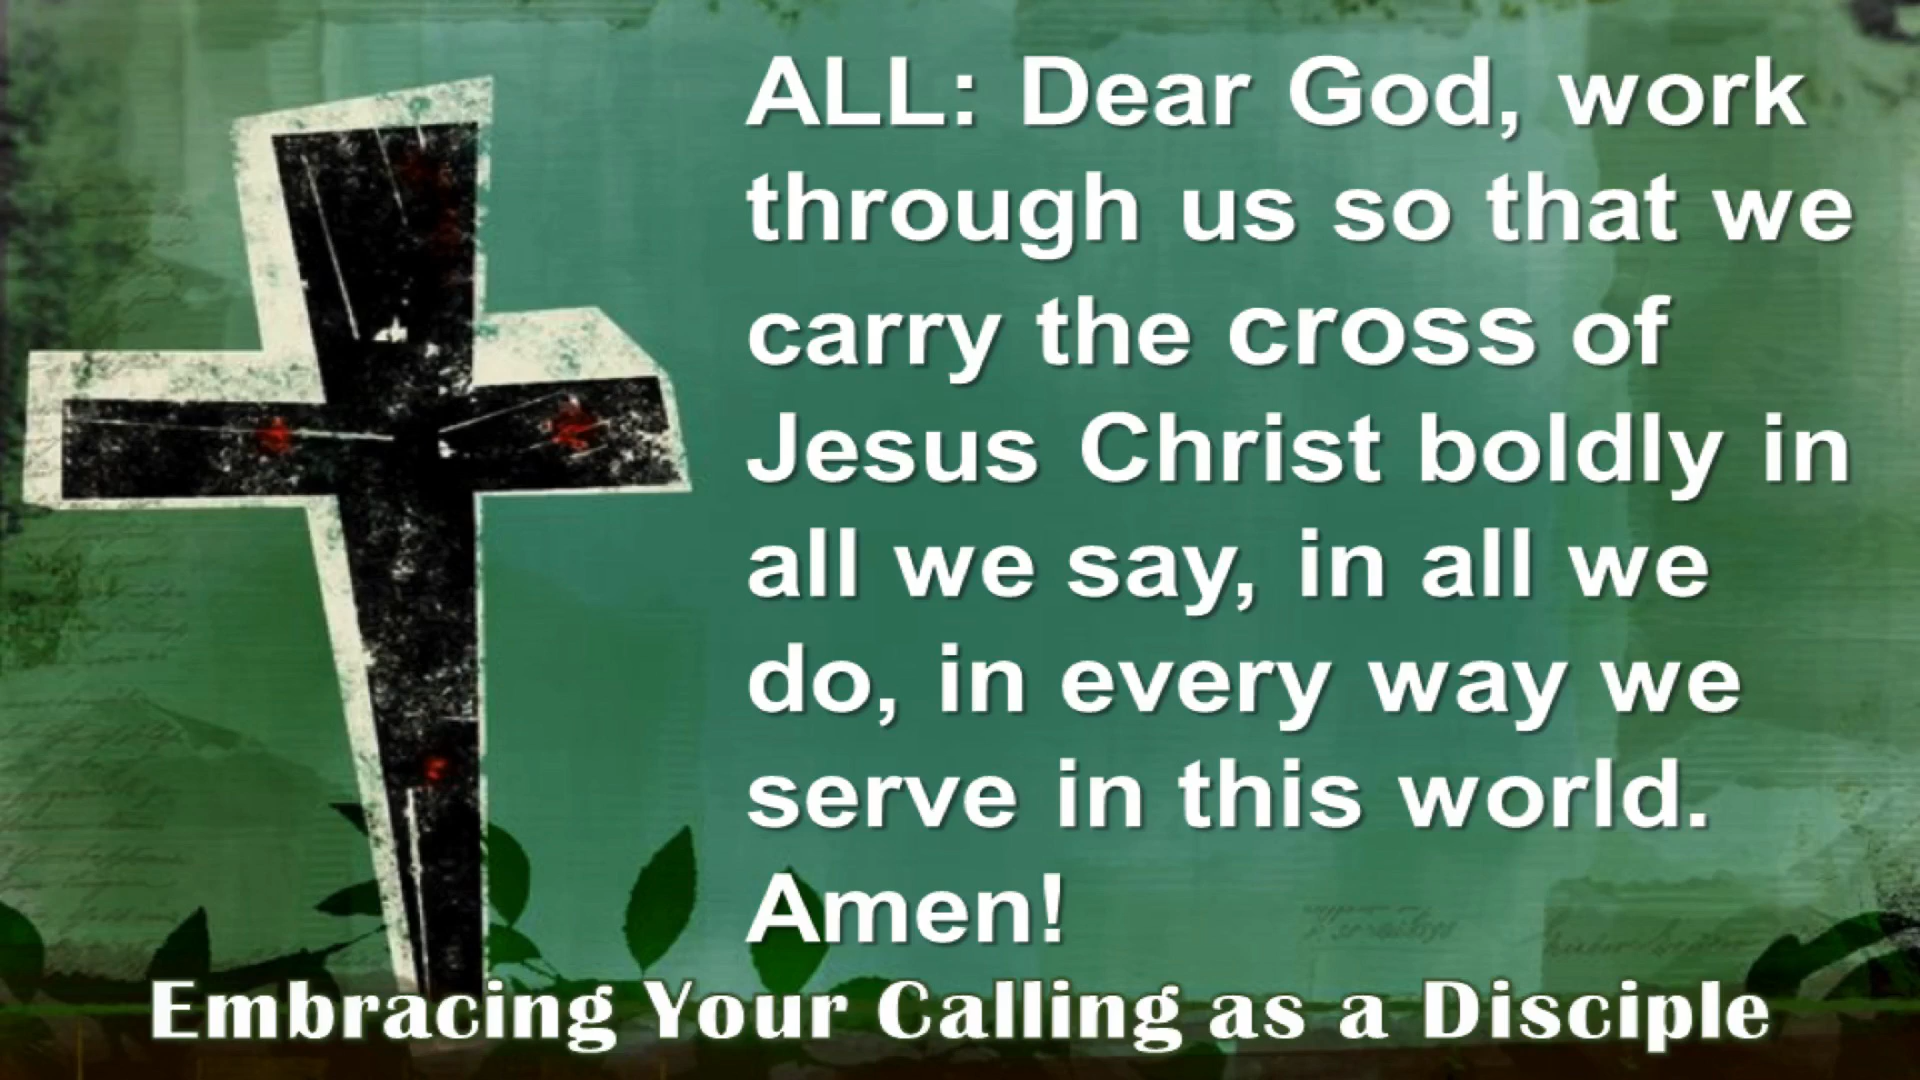 ALL: Dear God, work
through us so that we
carry the cross of
Jesus Christ boldly in
all we say, in all we
do, in every way we
serve in this world.
Amen!
Embracing Your Calling as a Disciple